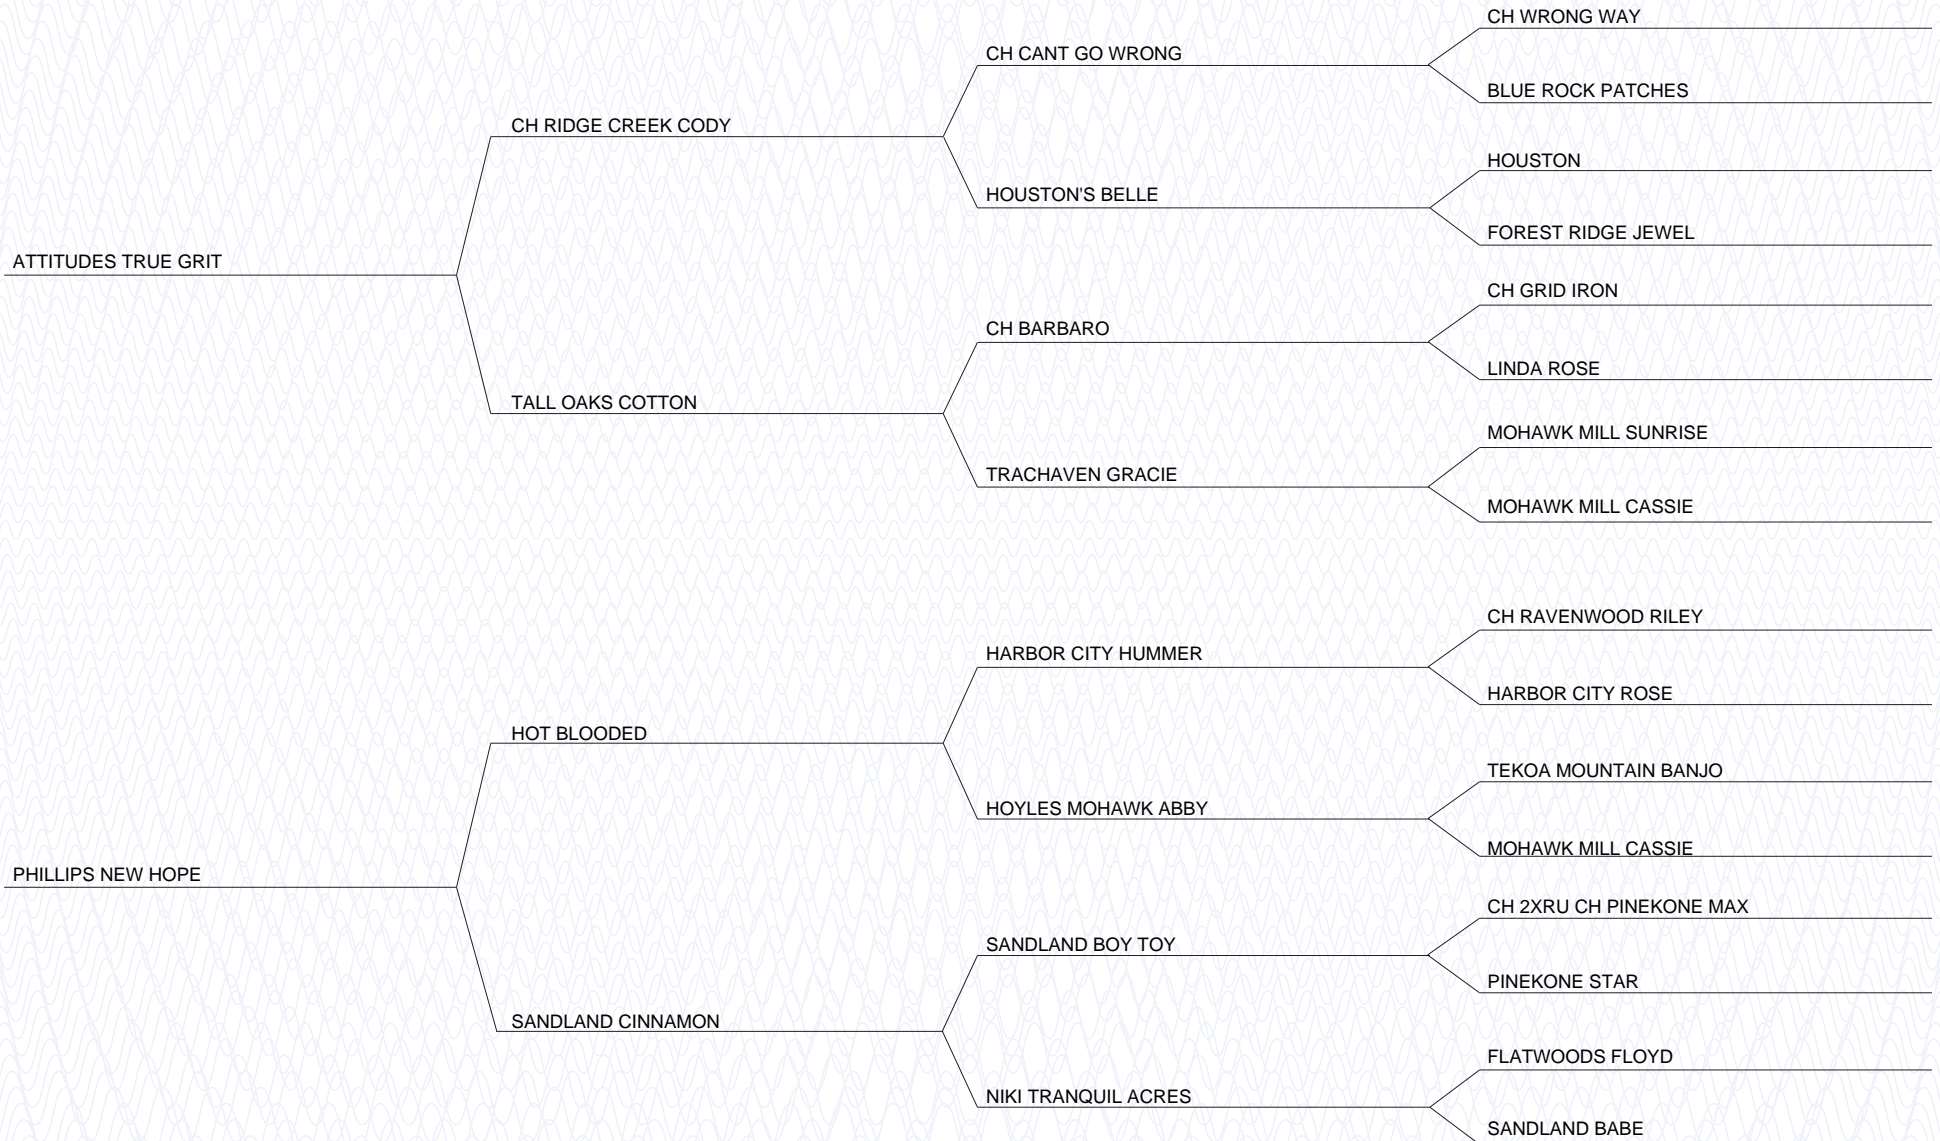 CH WRONG WAY
CH CANT GO WRONG
BLUE ROCK PATCHES
CH RIDGE CREEK CODY
HOUSTON
HOUSTON'S BELLE
FOREST RIDGE JEWEL
ATTITUDES TRUE GRIT
CH GRID IRON
CH BARBARO
LINDA ROSE
TALL OAKS COTTON
MOHAWK MILL SUNRISE
TRACHAVEN GRACIE
MOHAWK MILL CASSIE
CH RAVENWOOD RILEY
HARBOR CITY HUMMER
HARBOR CITY ROSE
HOT BLOODED
TEKOA MOUNTAIN BANJO
HOYLES MOHAWK ABBY
MOHAWK MILL CASSIE
PHILLIPS NEW HOPE
CH 2XRU CH PINEKONE MAX
SANDLAND BOY TOY
PINEKONE STAR
SANDLAND CINNAMON
FLATWOODS FLOYD
NIKI TRANQUIL ACRES
SANDLAND BABE